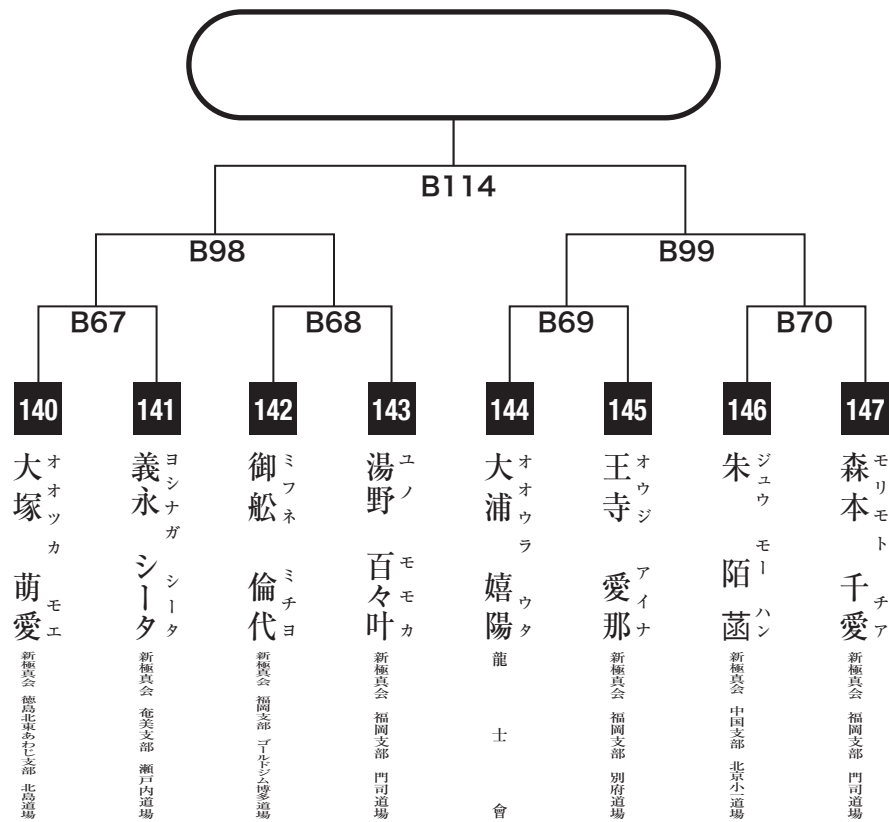 B114
B98
B99
B67
B68
B69
B70
140
141
142
143
144
145
146
147
大塚 萌愛
オオツカ モエ
新極真会 徳島北東あわじ支部 北島道場
義永 シータ
ヨシナガ シータ
新極真会 奄美支部 瀬戸内道場
御舩 倫代
ミフネ ミチヨ
新極真会 福岡支部 ゴールドジム博多道場
湯野 百々叶
ユノ モモカ
新極真会 福岡支部 門司道場
大浦 嬉陽
オオウラ ウタ
龍士會
王寺 愛那
オウジ アイナ
新極真会 福岡支部 別府道場
朱 陌菡
ジュウ モーハン
新極真会 中国支部 北京小二道場
森本 千愛
モリモト チア
新極真会 福岡支部 門司道場